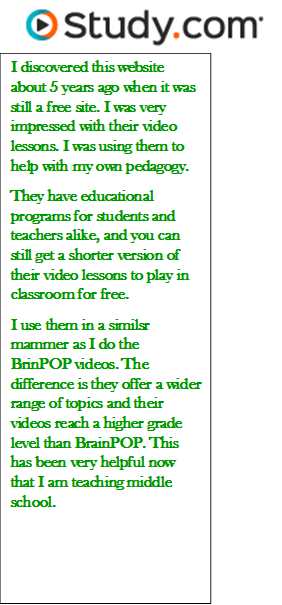 Study.com
I discovered this website
about 5 years ago when it was
still a free site. I was very
impressed with their video
lessons. I was using them to
help with my own pedagogy.
They have educational
programs for students and
teachers alike, and you can
still get a shorter version of
their video lessons to play in
classroom for free.
I use them in a similsr
mammer as I do the
BrinPOP videos. The
difference is they offer a wider
range of topics and their
videos reach a higher grade
level than BrainPOP. This
has been very helpful now
that I am teaching middle
school.